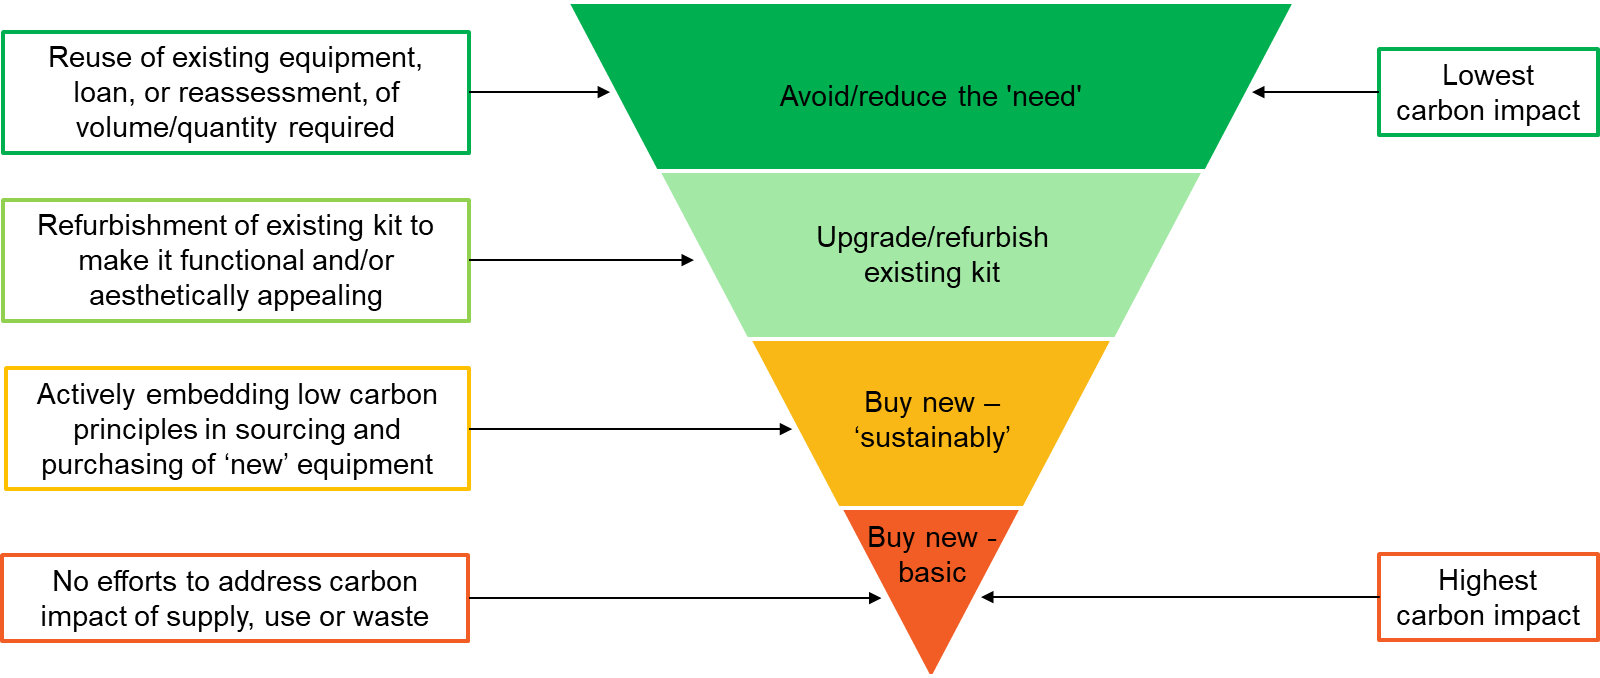 Reuse of existing equipment,
loan, or reassessment, of
volume/quantity required
Avoid/reduce the 'need'
Lowest
carbon impact
Refurbishment of existing kit to
make it functional and/or
aesthetically appealing
Upgrade/refurbish
existing kit
Actively embedding low carbon
principles in sourcing and
purchasing of ‘new’ equipment
Buy new –
‘sustainably’
No efforts to address carbon
impact of supply, use or waste
Buy new -
basic
Highest
carbon impact